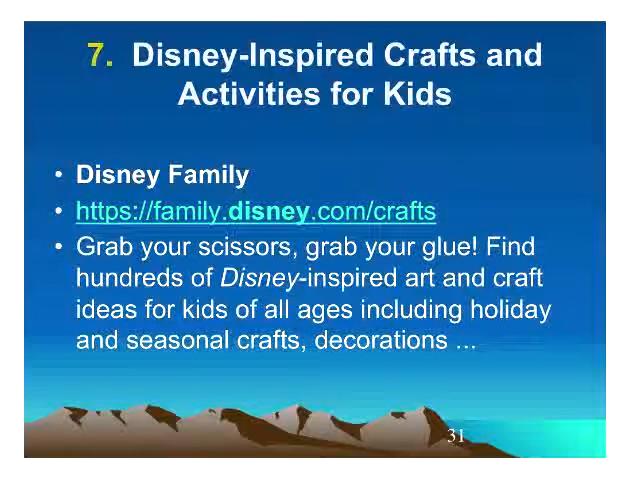 7. Disney-Inspired Crafts and
Activities for Kids
• Disney Family
• https://family.disney.com/crafts
• Grab your scissors, grab your glue! Find
hundreds of Disney-inspired art and craft
ideas for kids of all ages including holiday
and seasonal crafts, decorations ...
31